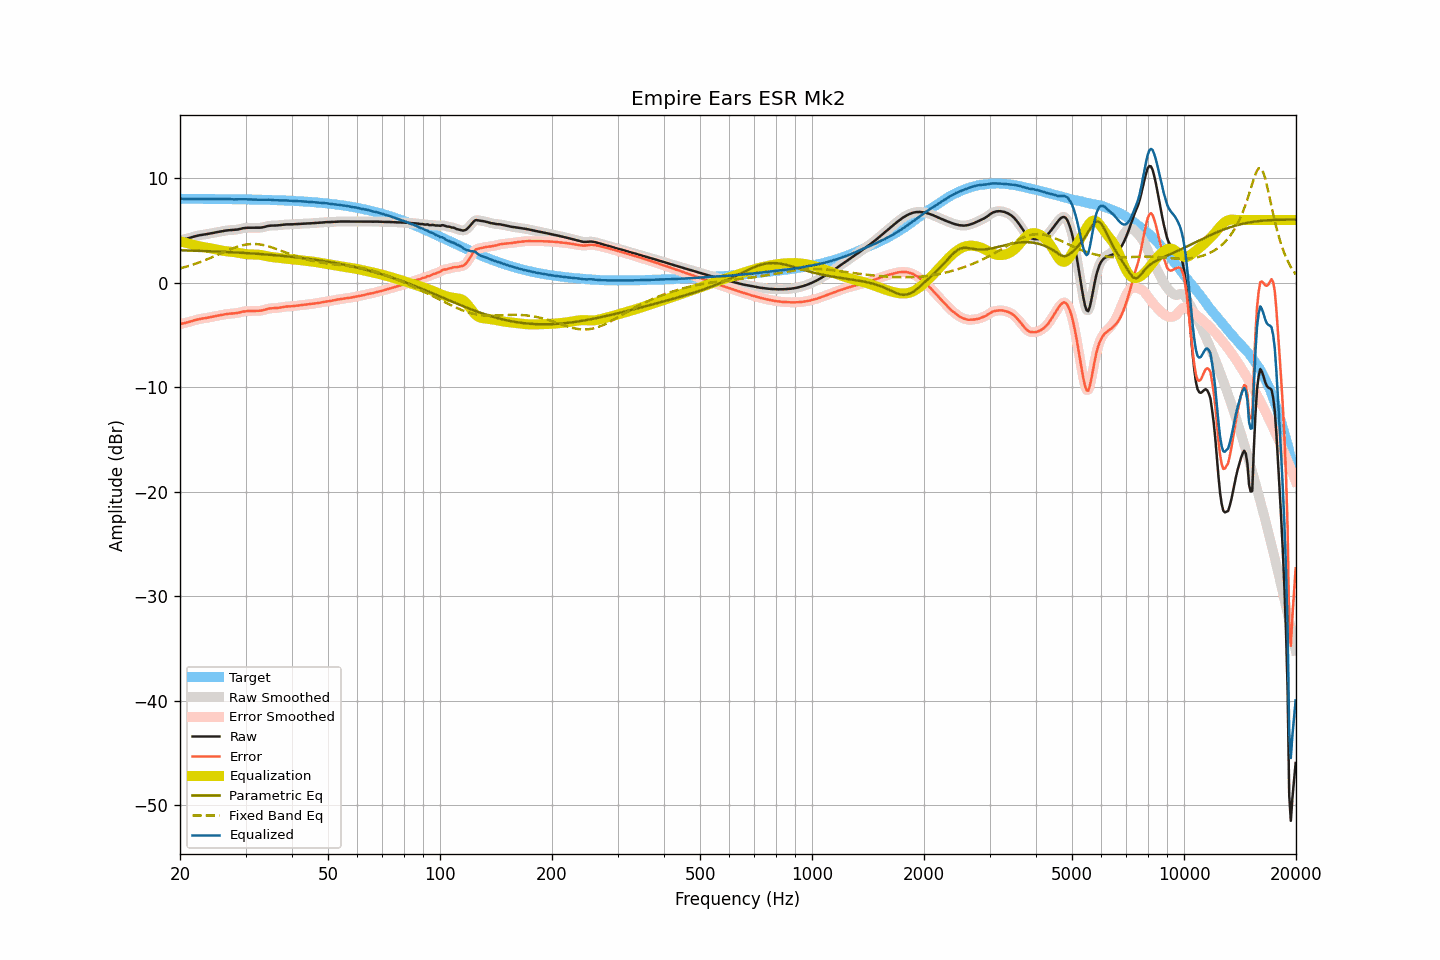 Empire Ears ESR Mk2
Amplitude (dBr)
10
0
−10
−20
−30
−40
−50
Target
Raw Smoothed
Error Smoothed
Raw
Error
Equalization
Parametric Eq
Fixed Band Eq
Equalized
20 50 100 200 500 1000 2000 5000 10000 20000
Frequency (Hz)